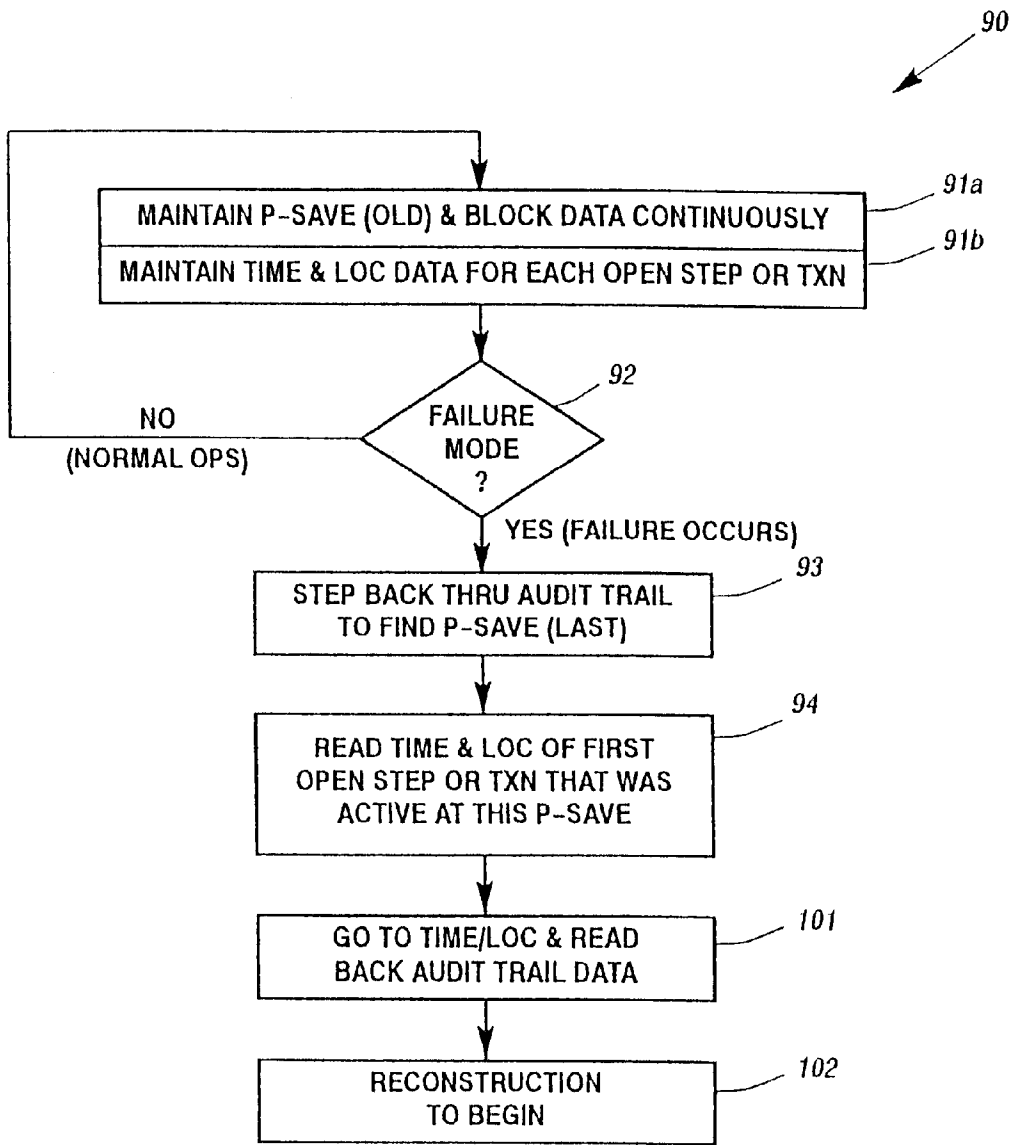 90
MAINTAIN P-SAVE (OLD) & BLOCK DATA CONTINUOUSLY
91a
MAINTAIN TIME & LOC DATA FOR EACH OPEN STEP OR TXN
91b
92
FAILURE
MODE
?
NO
(NORMAL OPS)
YES (FAILURE OCCURS)
93
STEP BACK THRU AUDIT TRAIL
TO FIND P-SAVE (LAST)
94
READ TIME & LOC OF FIRST
OPEN STEP OR TXN THAT WAS
ACTIVE AT THIS P-SAVE
101
GO TO TIME/LOC & READ
BACK AUDIT TRAIL DATA
102
RECONSTRUCTION
TO BEGIN